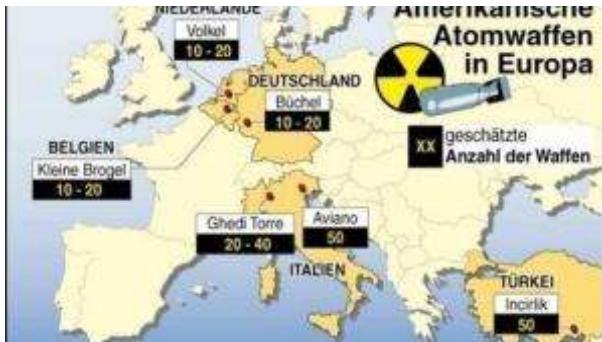 NIEDERLANDE
Volkel
10 - 20
Amerikanische
Atomwaffen
in Europa
DEUTSCHLAND
Büchel
10 - 20
XX geschätzte
Anzahl der Waffen
BELGIEN
Kleine Brogel
10 - 20
Ghedi Torre
20 - 40
Aviano
50
ITALIEN
TÜRKEI
Incirlik
50